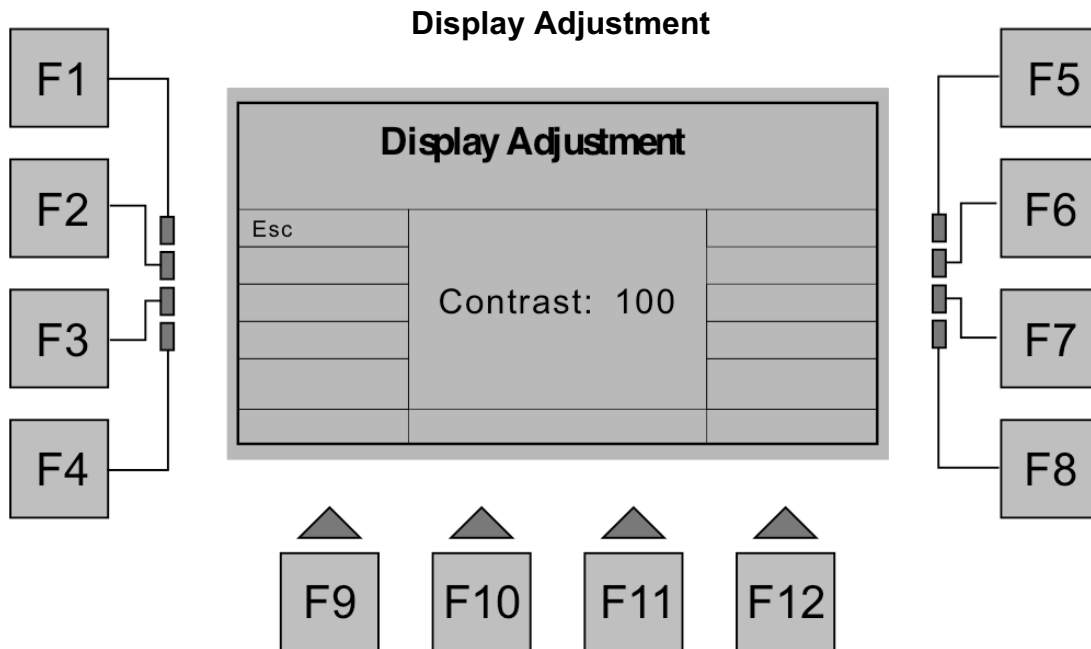 Display Adjustment
F1
F5
Display Adjustment
F2
F6
Esc
Contrast: 100
F3
F7
F4
F8
F9
F10
F11
F12